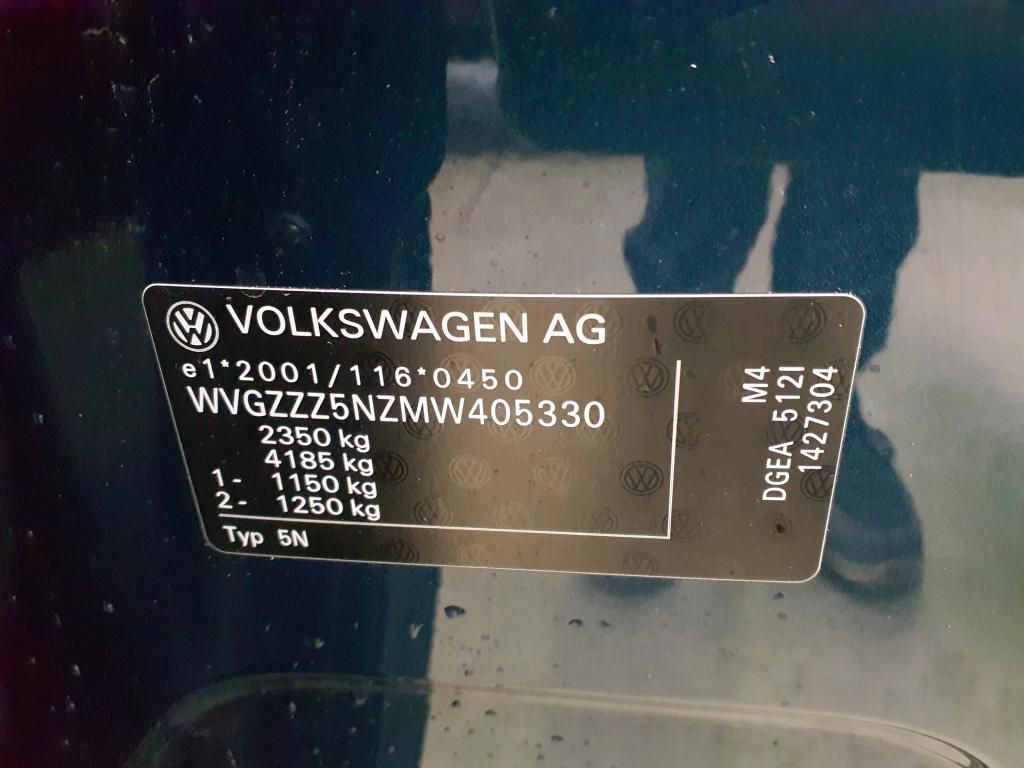 VOLKSWAGEN AG
e1*2001/116*0450
WVGZZZ5NZMW405330
2350 kg
4185 kg
1- 1150 kg
2- 1250 kg
Typ 5N
M4
DGEA 512I
1427304